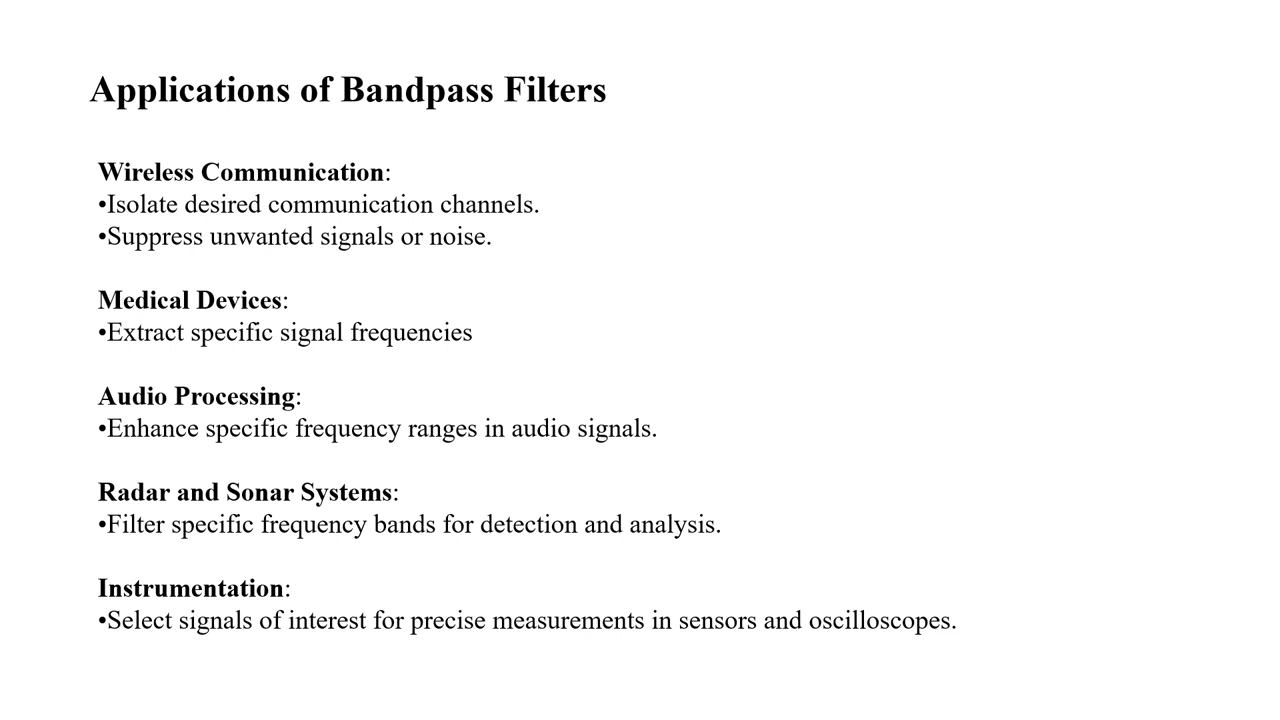 Applications of Bandpass Filters
Wireless Communication:
•Isolate desired communication channels.
•Suppress unwanted signals or noise.
Medical Devices:
•Extract specific signal frequencies
Audio Processing:
•Enhance specific frequency ranges in audio signals.
Radar and Sonar Systems:
•Filter specific frequency bands for detection and analysis.
Instrumentation:
•Select signals of interest for precise measurements in sensors and oscilloscopes.